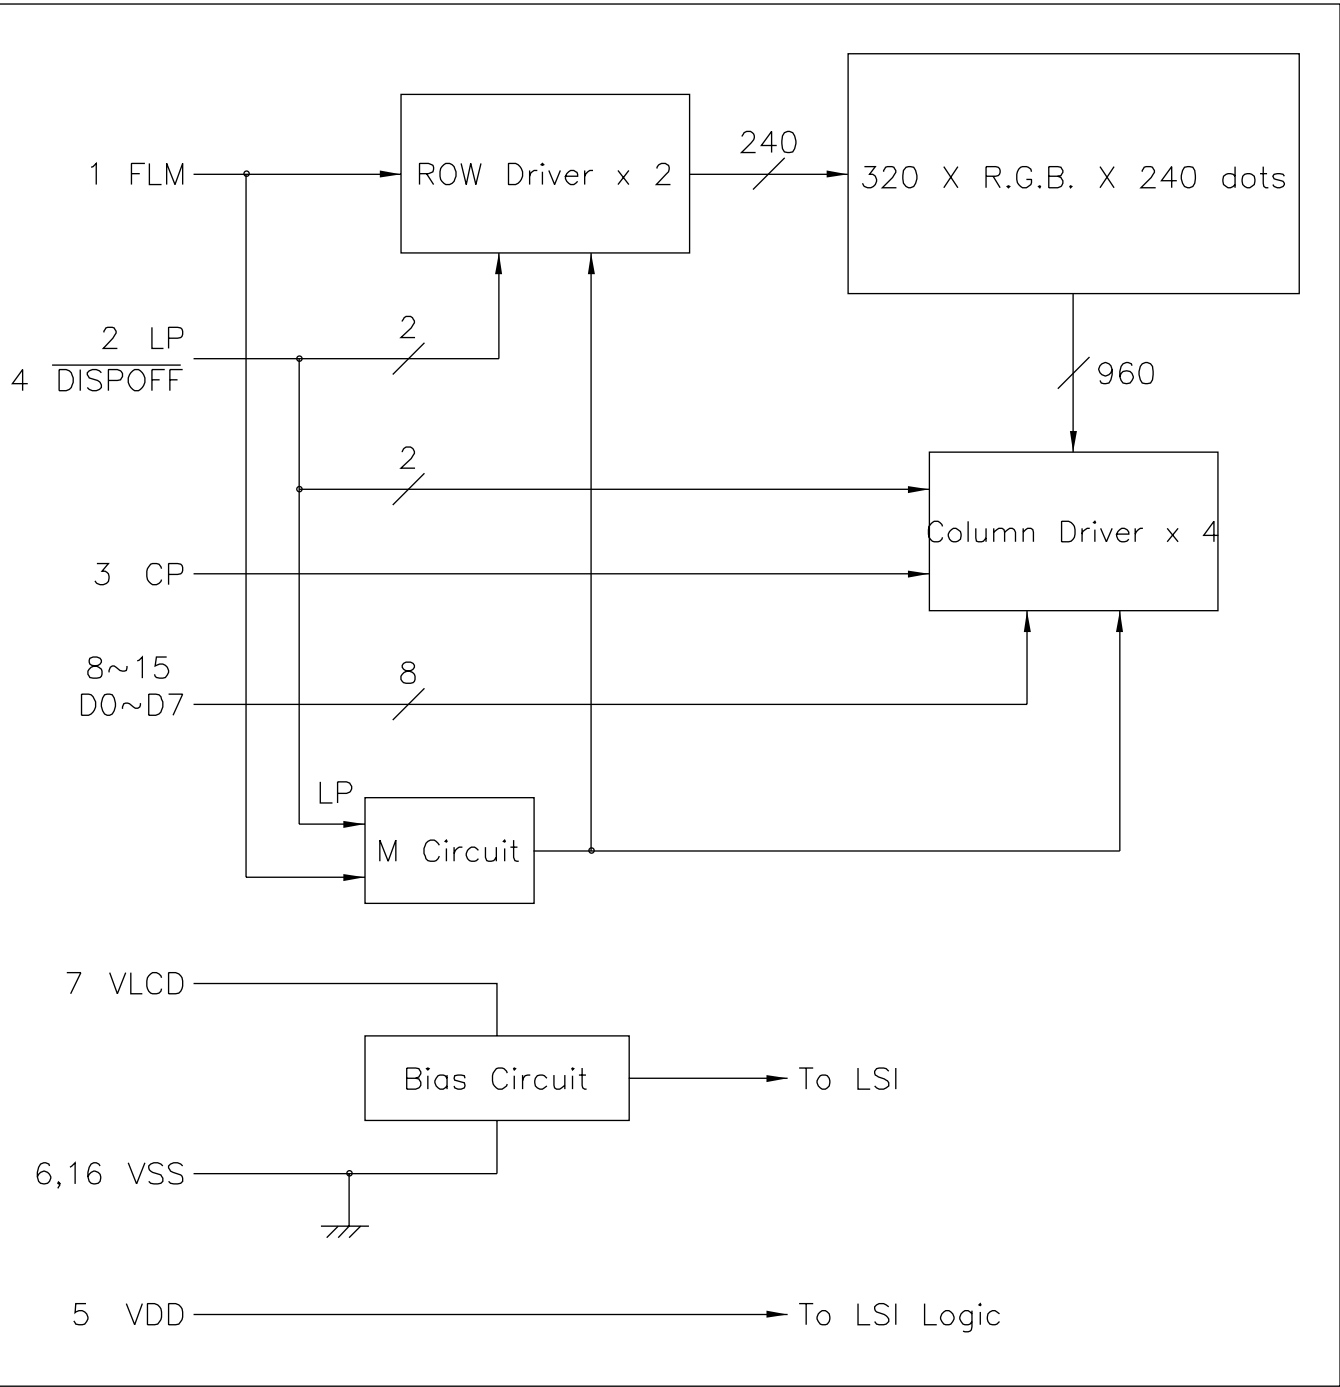 240
1 FLM
ROW Driver x 2
320 X R.G.B. X 240 dots
2 LP
2
4 DISPOFF
960
2
Column Driver x 4
3 CP
8~15
8
D0~D7
LP
M Circuit
7 VLCD
Bias Circuit
To LSI
6,16 VSS
5 VDD
To LSI Logic